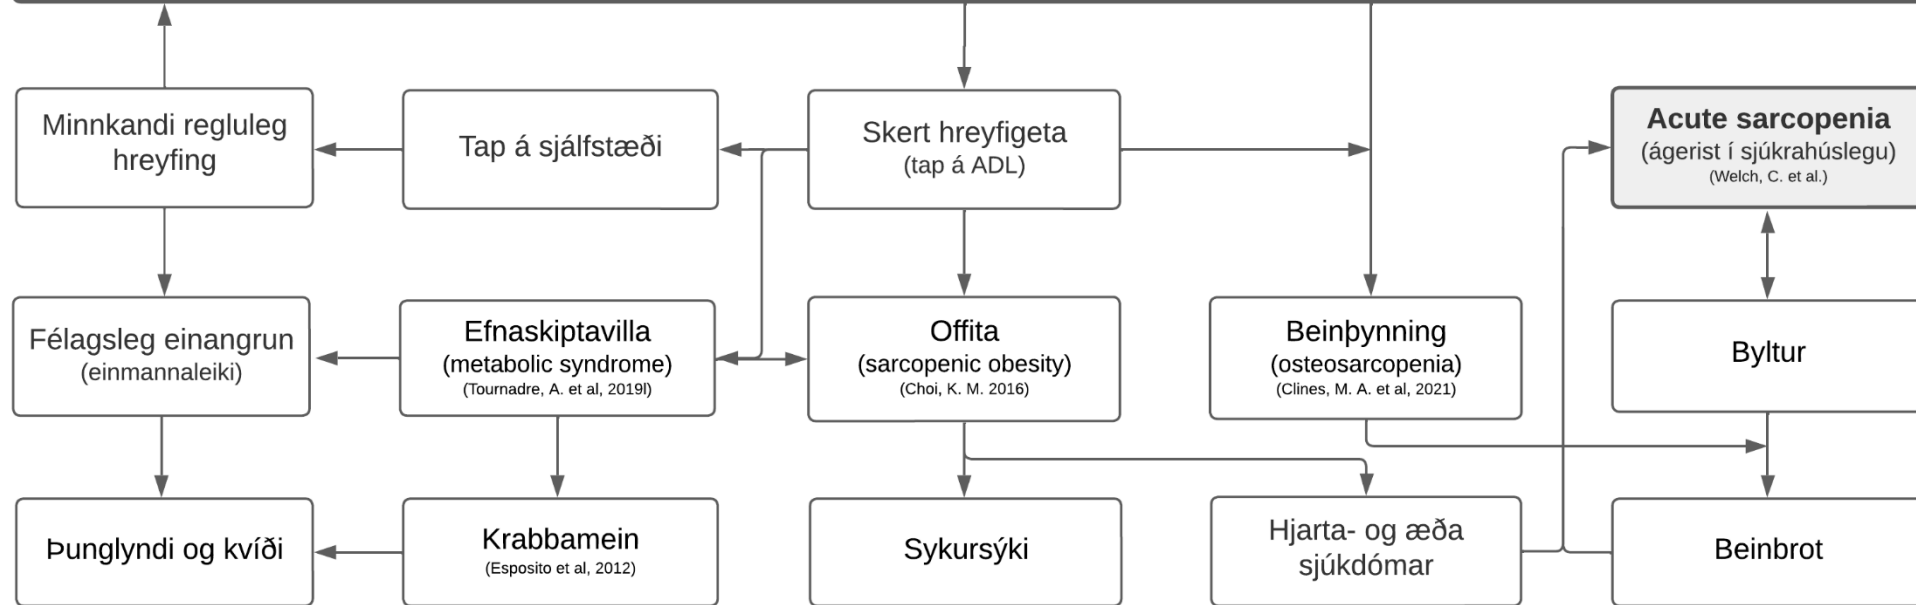 Minnkandi regluleg
hreyfing
Tap á sjálfstæði
Skert hreyfigeta
(tap á ADL)
Acute sarcopenia
(ágerist í sjúkrahúslegu)
(Welch, C. et al.)
Félagsleg einangrun
(einmannaleiki)
Efnaskiptavilla
(metabolic syndrome)
(Tournadre, A. et al, 2019l)
Offita
(sarcopenic obesity)
(Choi, K. M. 2016)
Beinþynning
(osteosarcopenia)
(Clines, M. A. et al, 2021)
Byltur
Þunglyndi og kvíði
Krabbamein
(Esposito et al, 2012)
Sykursýki
Hjarta- og æða
sjúkdómar
Beinbrot